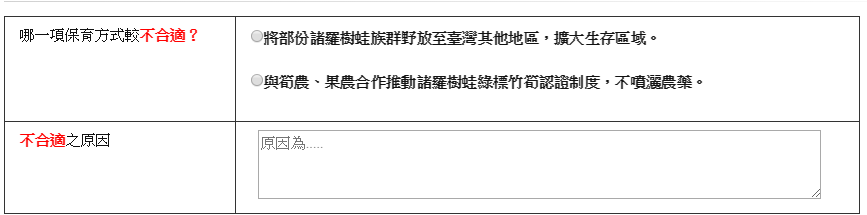 哪一項保育方式較不合適？
將部份諸羅樹蛙族群野放至臺灣其他地區，擴大生存區域。
與筍農、果農合作推動諸羅樹蛙綠標竹筍認證制度，不噴灑農藥。
不合適之原因
原因為.....